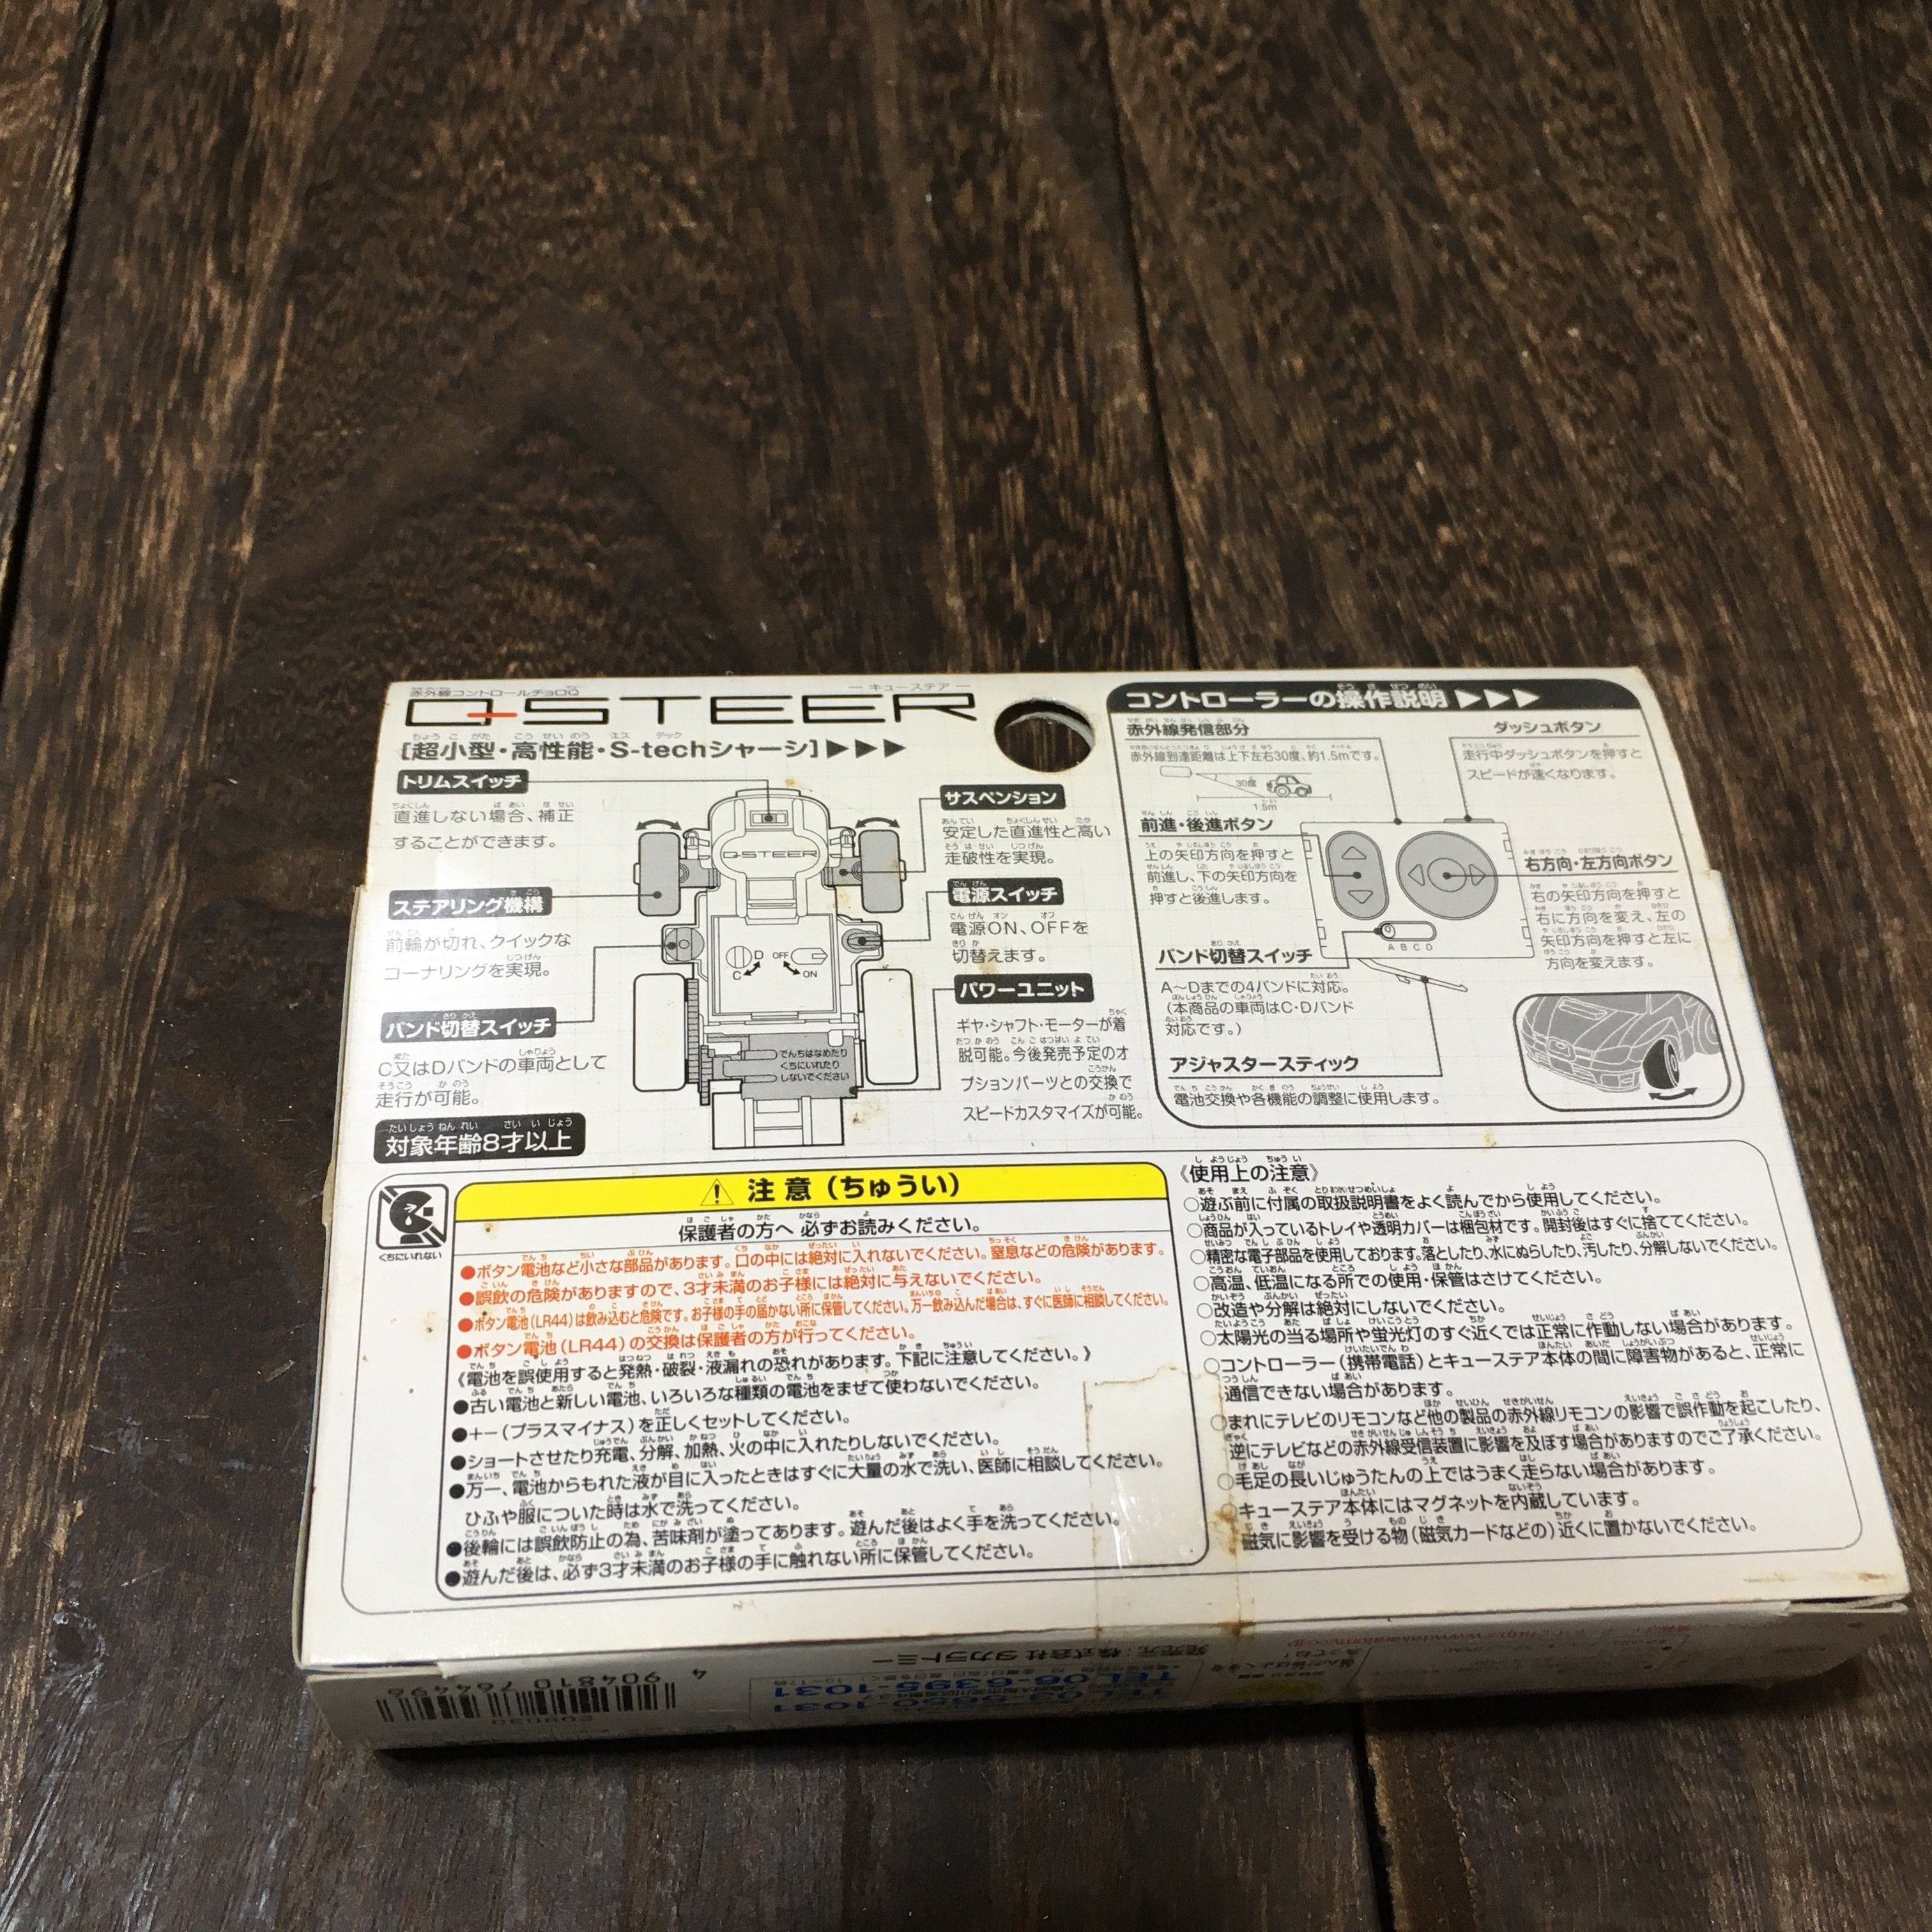 赤外線コントロールチョロQ
Q-STEER
― キューステア ―
[超小型・高性能・S-techシャーシ]▶▶▶
トリムスイッチ
直進しない場合、補正
することができます。
ステアリング機構
前輪が切れ、クイックな
コーナリングを実現。
バンド切替スイッチ
C又はDバンドの車両として
走行が可能。
対象年齢8才以上
Q-STEER
D
C
OFF
ON
でんちはなめたり
くちにいれたり
しないでください
サスペンション
安定した直進性と高い
走破性を実現。
電源スイッチ
電源ON、OFFを
切替えます。
パワーユニット
ギヤ・シャフト・モーターが着
脱可能。今後発売予定のオ
プションパーツとの交換で
スピードカスタマイズが可能。
コントローラーの操作説明▶▶▶
赤外線発信部分
赤外線到達距離は上下左右30度、約1.5mです。
30度
1.5m
ダッシュボタン
走行中ダッシュボタンを押すと
スピードが速くなります。
前進・後進ボタン
上の矢印方向を押すと
前進し、下の矢印方向を
押すと後進します。
右方向・左方向ボタン
右の矢印方向を押すと
右に方向を変え、左の
矢印方向を押すと左に
方向を変えます。
A B C D
バンド切替スイッチ
A～Dまでの4バンドに対応。
(本商品の車両はC・Dバンド
対応です。)
アジャスタースティック
電池交換や各機能の調整に使用します。
くちにいれない
注意(ちゅうい)
保護者の方へ 必ずお読みください。
●ボタン電池など小さな部品があります。口の中には絶対に入れないでください。窒息などの危険があります。
●誤飲の危険がありますので、3才未満のお子様には絶対に与えないでください。
●ボタン電池(LR44)は飲み込むと危険です。お子様の手の届かない所に保管してください。万一飲み込んだ場合は、すぐに医師に相談してください。
●ボタン電池(LR44)の交換は保護者の方が行ってください。
《電池を誤使用すると発熱・破裂・液漏れの恐れがあります。下記に注意してください。》
●古い電池と新しい電池、いろいろな種類の電池をまぜて使わないでください。
●+−(プラスマイナス)を正しくセットしてください。
●ショートさせたり充電、分解、加熱、火の中に入れたりしないでください。
●万一、電池からもれた液が目に入ったときはすぐに大量の水で洗い、医師に相談してください。
ひふや服についた時は水で洗ってください。
●後輪には誤飲防止の為、苦味剤が塗ってあります。遊んだ後はよく手を洗ってください。
●遊んだ後は、必ず3才未満のお子様の手に触れない所に保管してください。
《使用上の注意》
○遊ぶ前に付属の取扱説明書をよく読んでから使用してください。
○商品が入っているトレイや透明カバーは梱包材です。開封後はすぐに捨ててください。
○精密な電子部品を使用しております。落としたり、水にぬらしたり、汚したり、分解しないでください。
○高温、低温になる所での使用・保管はさけてください。
○改造や分解は絶対にしないでください。
○太陽光の当る場所や蛍光灯のすぐ近くでは正常に作動しない場合があります。
○コントローラー(携帯電話)とキューステア本体の間に障害物があると、正常に
通信できない場合があります。
○まれにテレビのリモコンなど他の製品の赤外線リモコンの影響で誤作動を起こしたり、
逆にテレビなどの赤外線受信装置に影響を及ぼす場合がありますのでご了承ください。
○毛足の長いじゅうたんの上ではうまく走らない場合があります。
○キューステア本体にはマグネットを内蔵しています。
磁気に影響を受ける物(磁気カードなどの)近くに置かないでください。
4 904810 764496
発売元:株式会社 タカラトミー
TEL 06-6395-1031
TEL 03-5650-1031